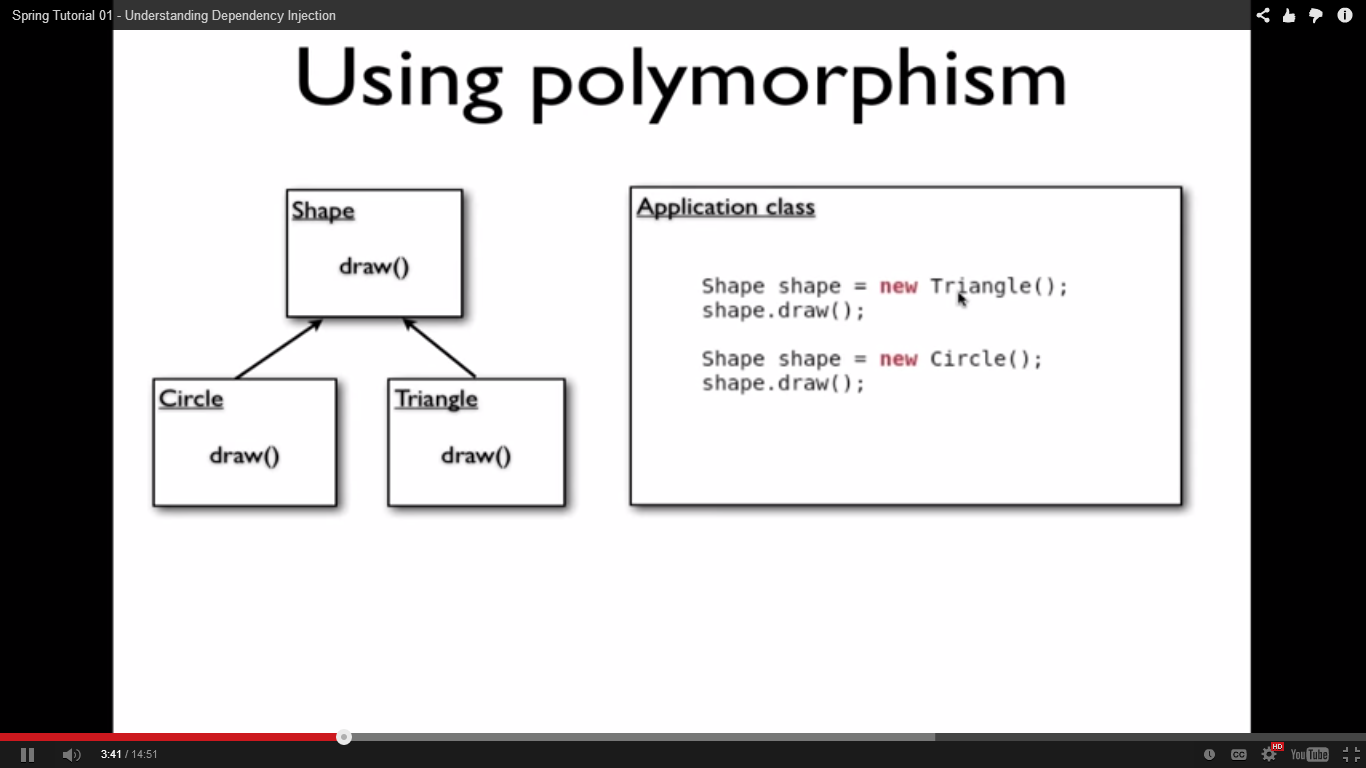 Spring Tutorial 01 - Understanding Dependency Injection
Using polymorphism
Shape
draw()
Circle
draw()
Triangle
draw()
Application class
Shape shape = new Triangle();
shape.draw();
Shape shape = new Circle();
shape.draw();
3:41 / 14:51
CC
HD
YouTube